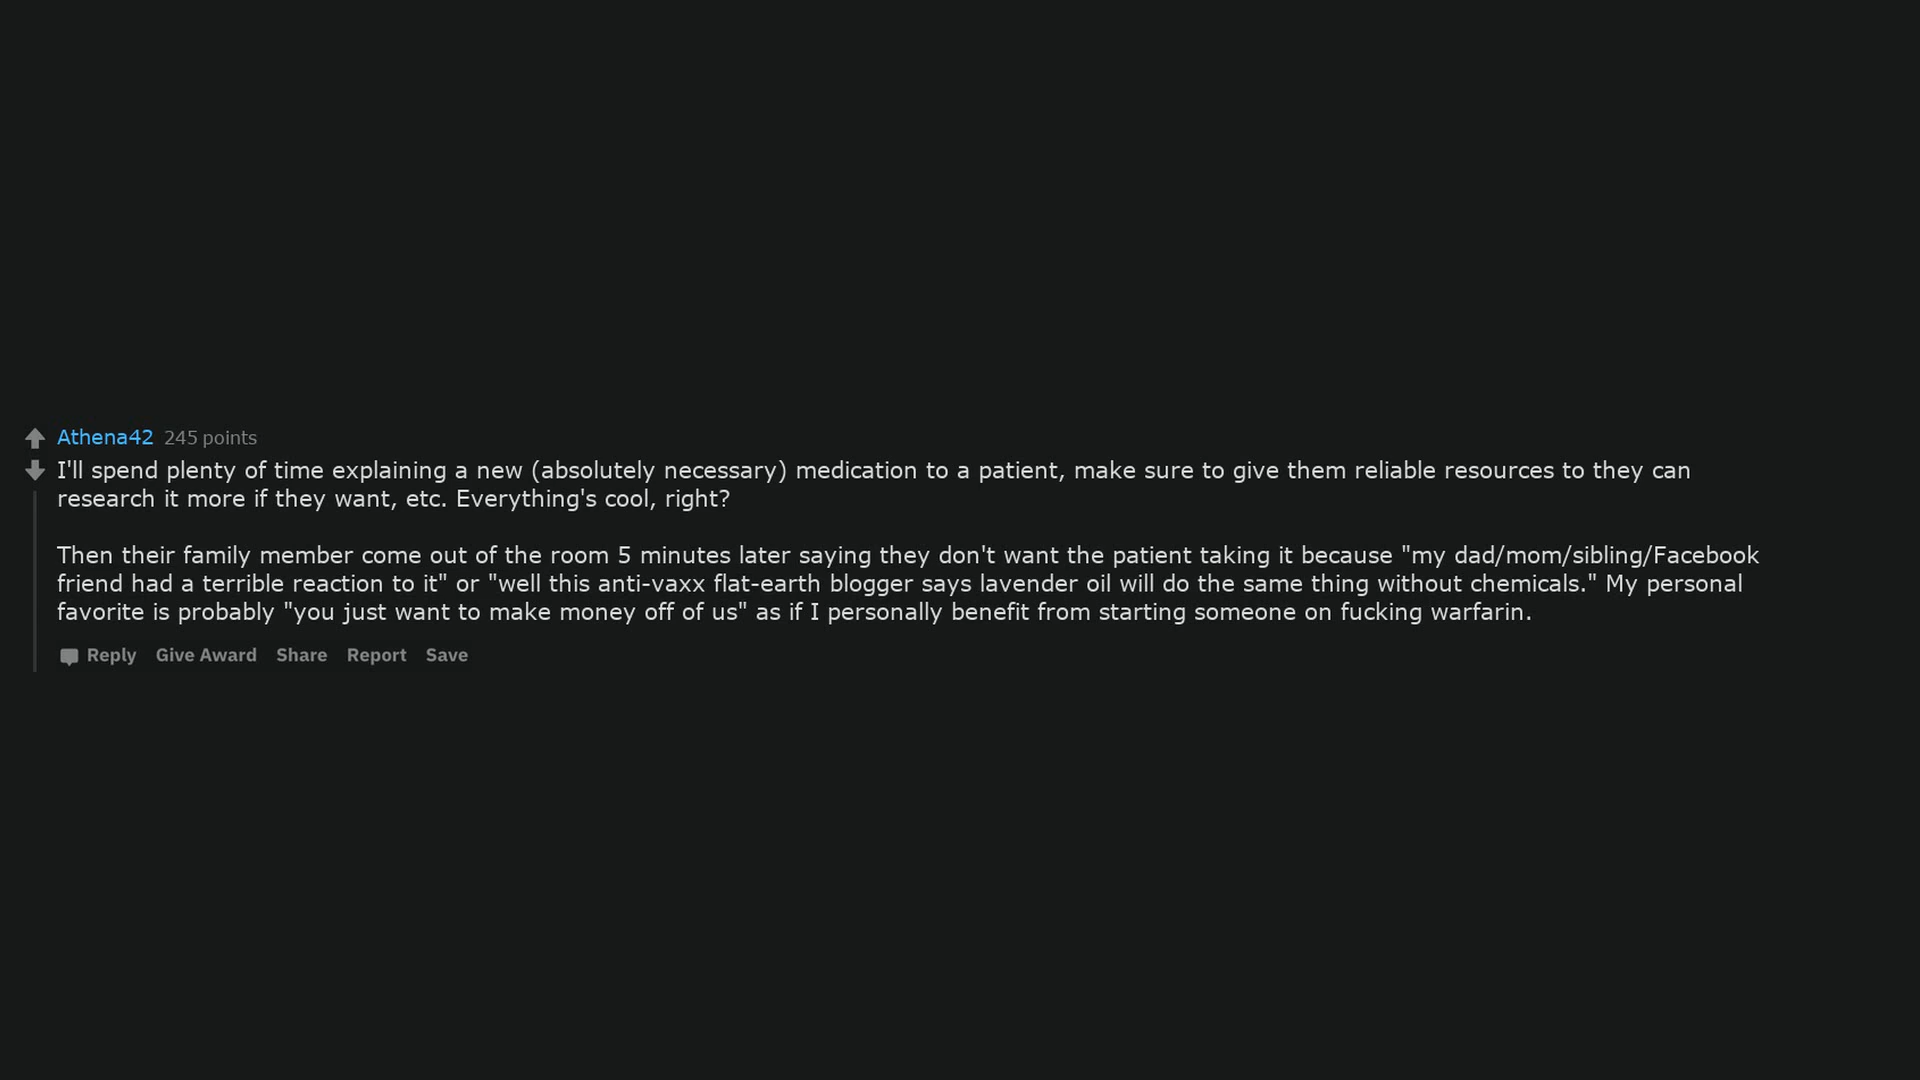 Athena42 245 points
I'll spend plenty of time explaining a new (absolutely necessary) medication to a patient, make sure to give them reliable resources to they can
research it more if they want, etc. Everything's cool, right?
Then their family member come out of the room 5 minutes later saying they don't want the patient taking it because "my dad/mom/sibling/Facebook
friend had a terrible reaction to it" or "well this anti-vaxx flat-earth blogger says lavender oil will do the same thing without chemicals." My personal
favorite is probably "you just want to make money off of us" as if I personally benefit from starting someone on fucking warfarin.
Reply Give Award Share Report Save